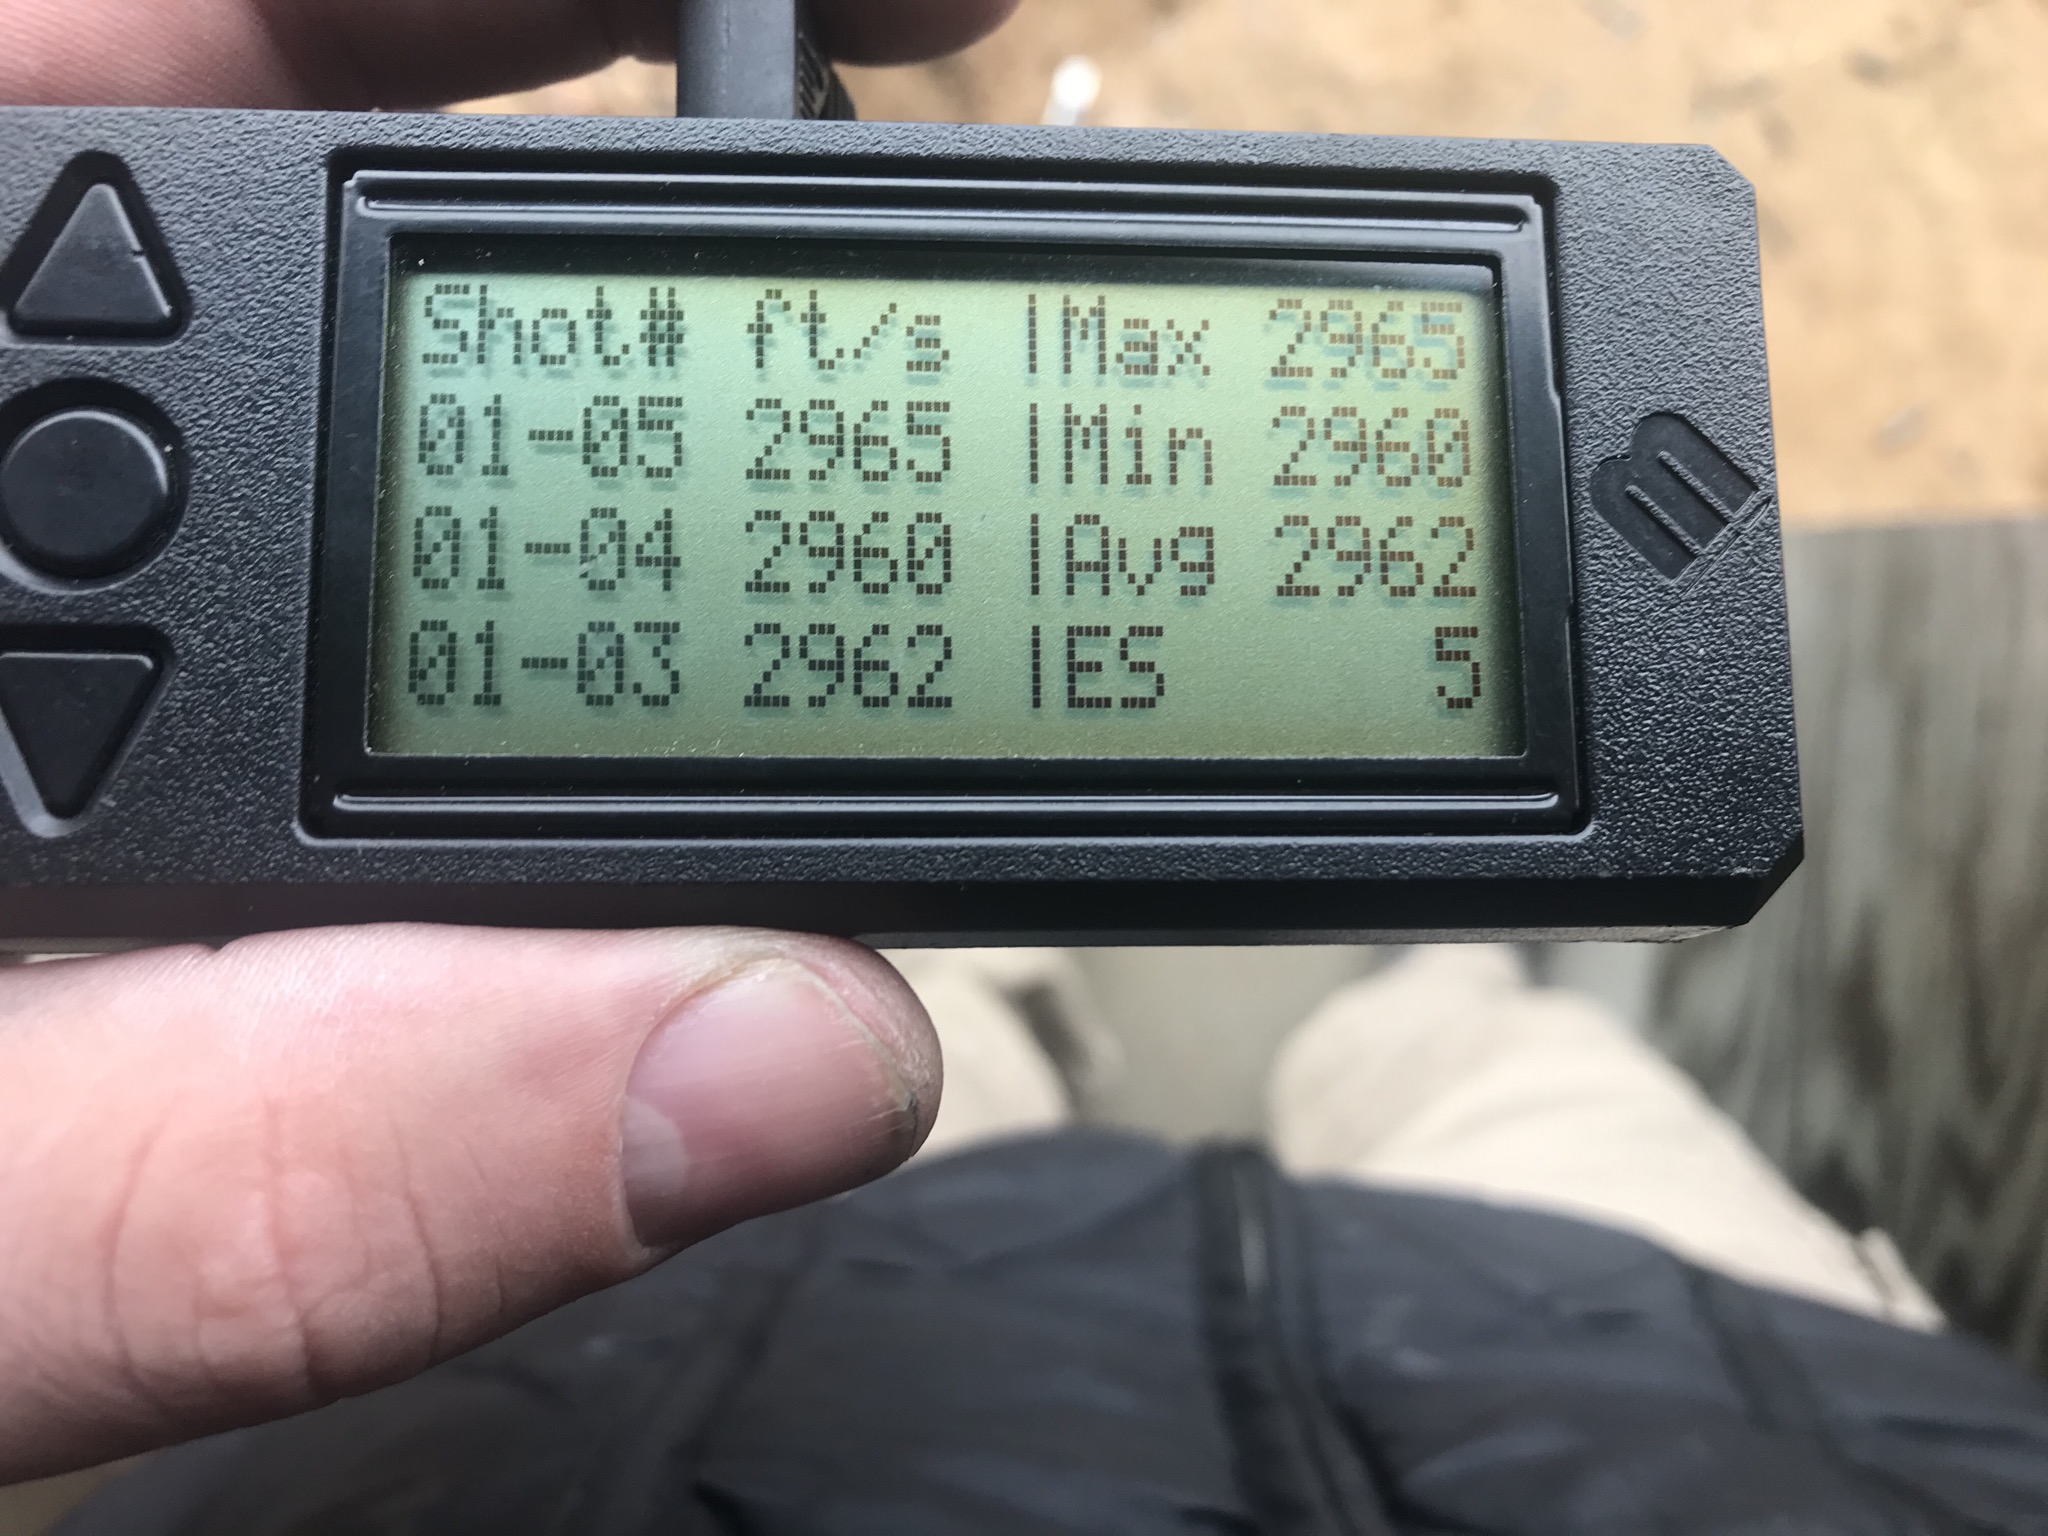 Shot# ft/s |Max 2965
01-05 2965 |Min 2960
01-04 2960 |Avg 2962
01-03 2962 |ES 5